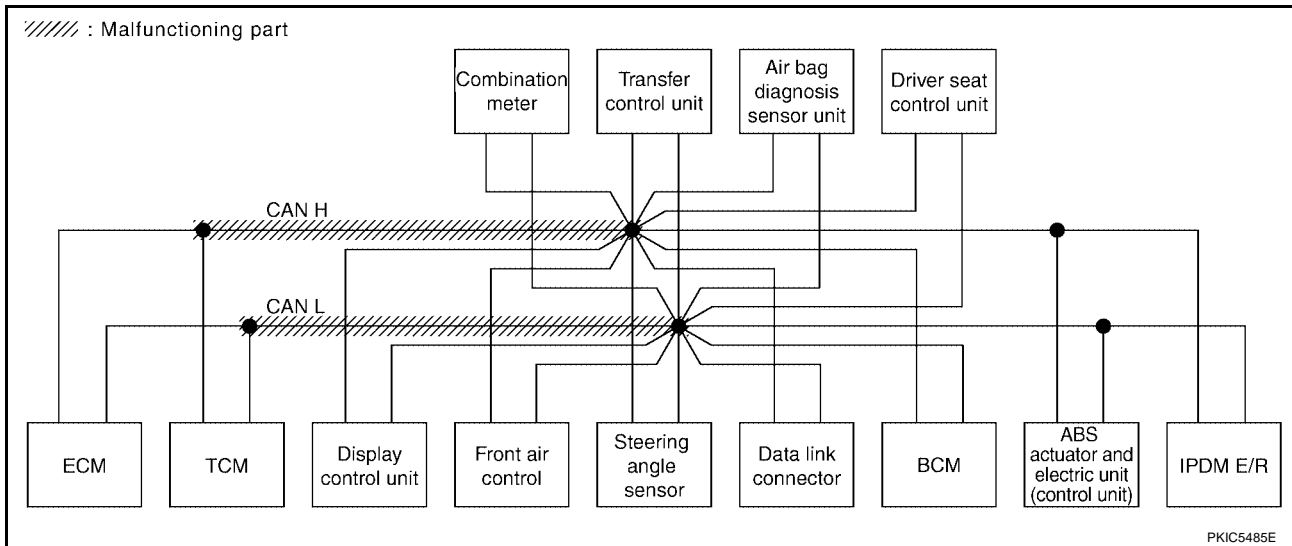 : Malfunctioning part
Combination
meter
Transfer
control unit
Air bag
diagnosis
sensor unit
Driver seat
control unit
CAN H
CAN L
ECM
TCM
Display
control unit
Front air
control
Steering
angle
sensor
Data link
connector
BCM
ABS
actuator and
electric unit
(control unit)
IPDM E/R
PKIC5485E